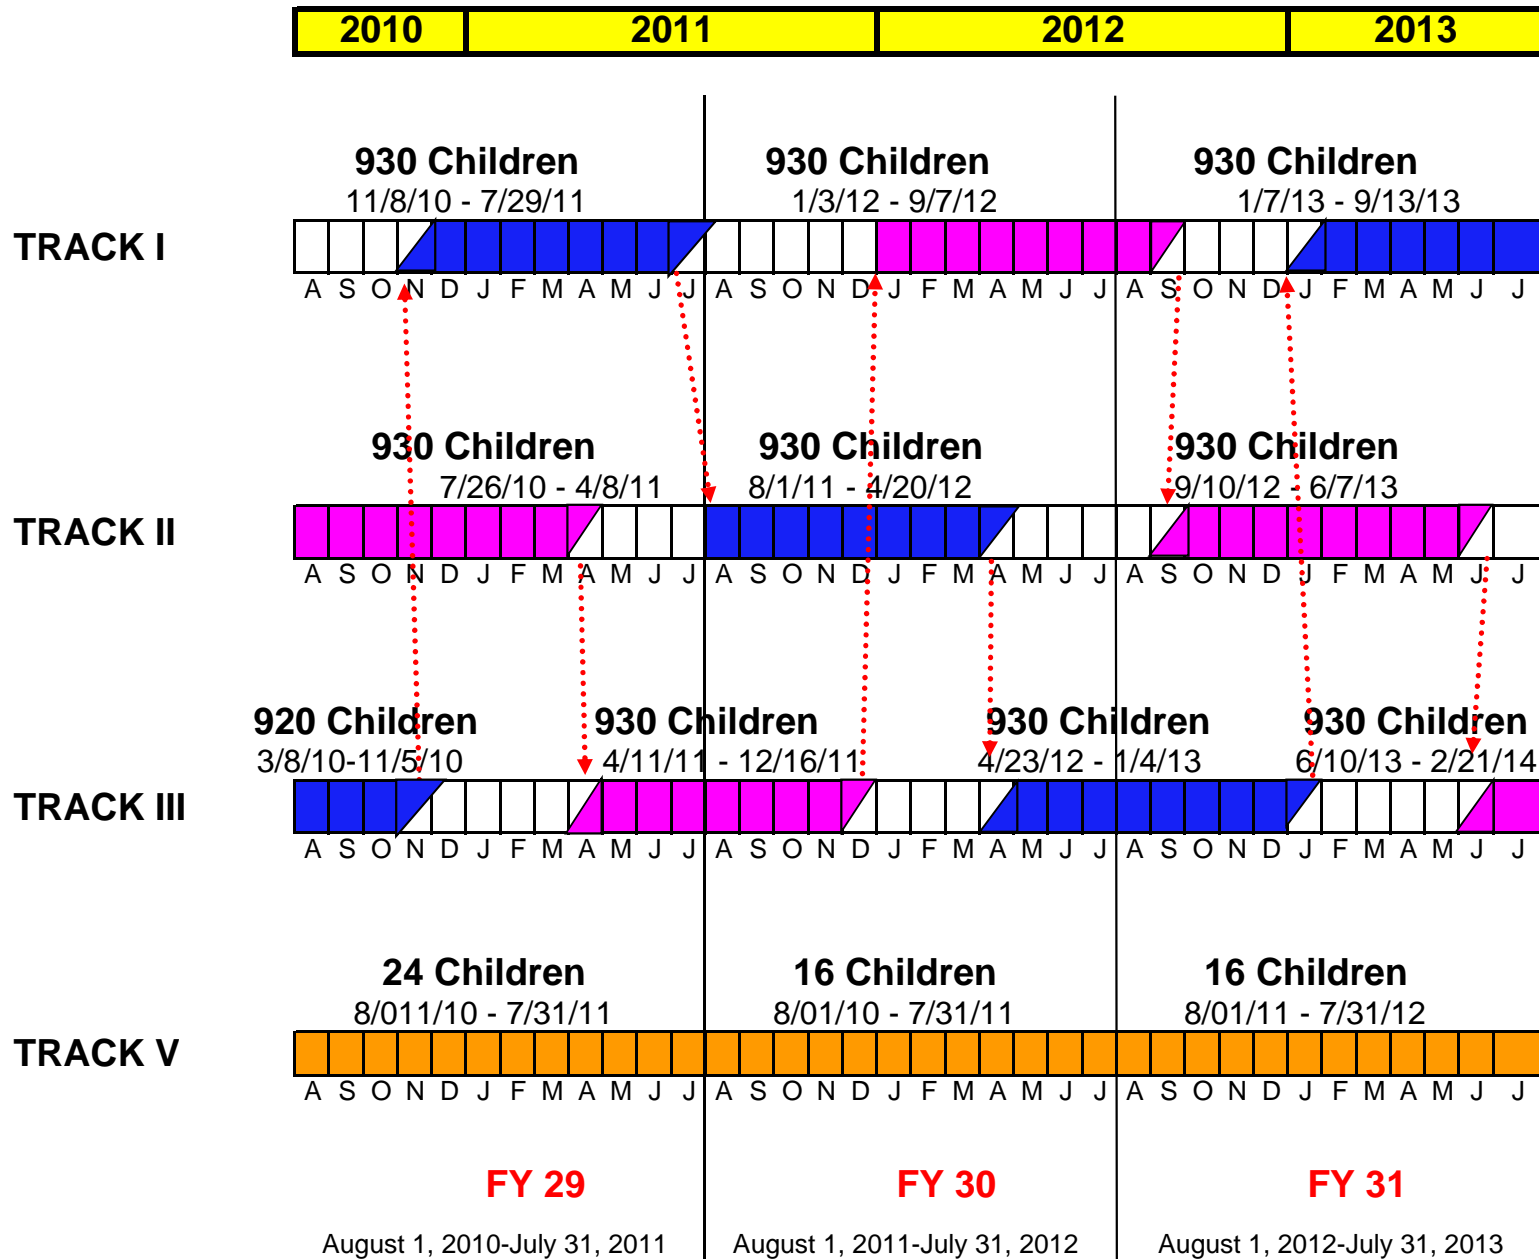 2010 2011 2012 2013
930 Children 930 Children 930 Children
11/8/10 - 7/29/11 1/3/12 - 9/7/12 1/7/13 - 9/13/13
TRACK I
A S O N D J F M A M J J A S O N D J F M A M J J A S O N D J F M A M J J
930 Children 930 Children 930 Children
7/26/10 - 4/8/11 8/1/11 - 4/20/12 9/10/12 - 6/7/13
TRACK II
A S O N D J F M A M J J A S O N D J F M A M J J A S O N D J F M A M J J
920 Children 930 Children 930 Children 930 Children
3/8/10-11/5/10 4/11/11 - 12/16/11 4/23/12 - 1/4/13 6/10/13 - 2/21/14
TRACK III
A S O N D J F M A M J J A S O N D J F M A M J J A S O N D J F M A M J J
24 Children 16 Children 16 Children
8/011/10 - 7/31/11 8/01/10 - 7/31/11 8/01/11 - 7/31/12
TRACK V
A S O N D J F M A M J J A S O N D J F M A M J J A S O N D J F M A M J J
FY 29 FY 30 FY 31
August 1, 2010-July 31, 2011 August 1, 2011-July 31, 2012 August 1, 2012-July 31, 2013